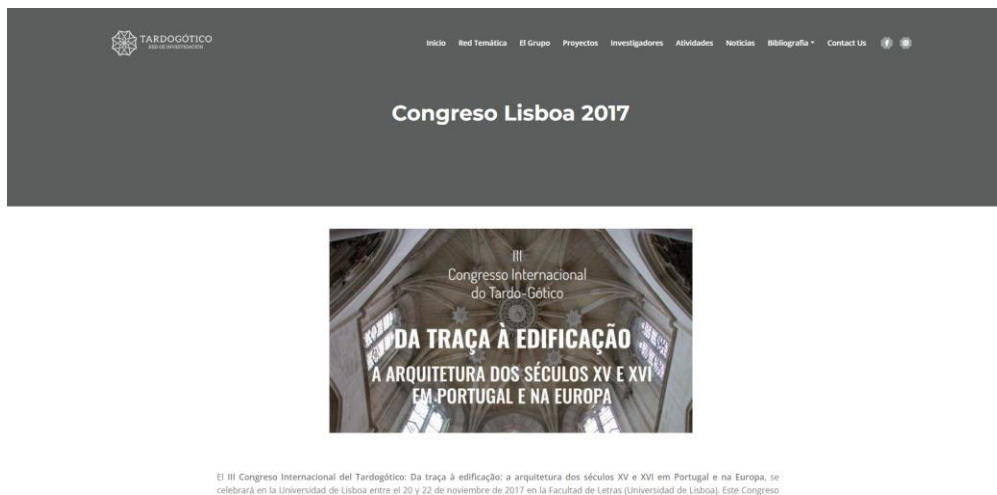 TARDOGÓTICO
RED DE INVESTIGACIÓN
Inicio Red Temática El Grupo Proyectos Investigadores Atividades Noticias Bibliografia Contact Us
Congreso Lisboa 2017
III
Congresso Internacional
do Tardo-Gótico
DA TRAÇA À EDIFICAÇÃO
A ARQUITETURA DOS SÉCULOS XV E XVI
EM PORTUGAL E NA EUROPA
El III Congreso Internacional del Tardogótico: Da traça à edificação: a arquitetura dos séculos XV e XVI em Portugal e na Europa, se
celebrará en la Universidad de Lisboa entre el 20 y 22 de noviembre de 2017 en la Facultad de Letras (Universidad de Lisboa). Este Congreso